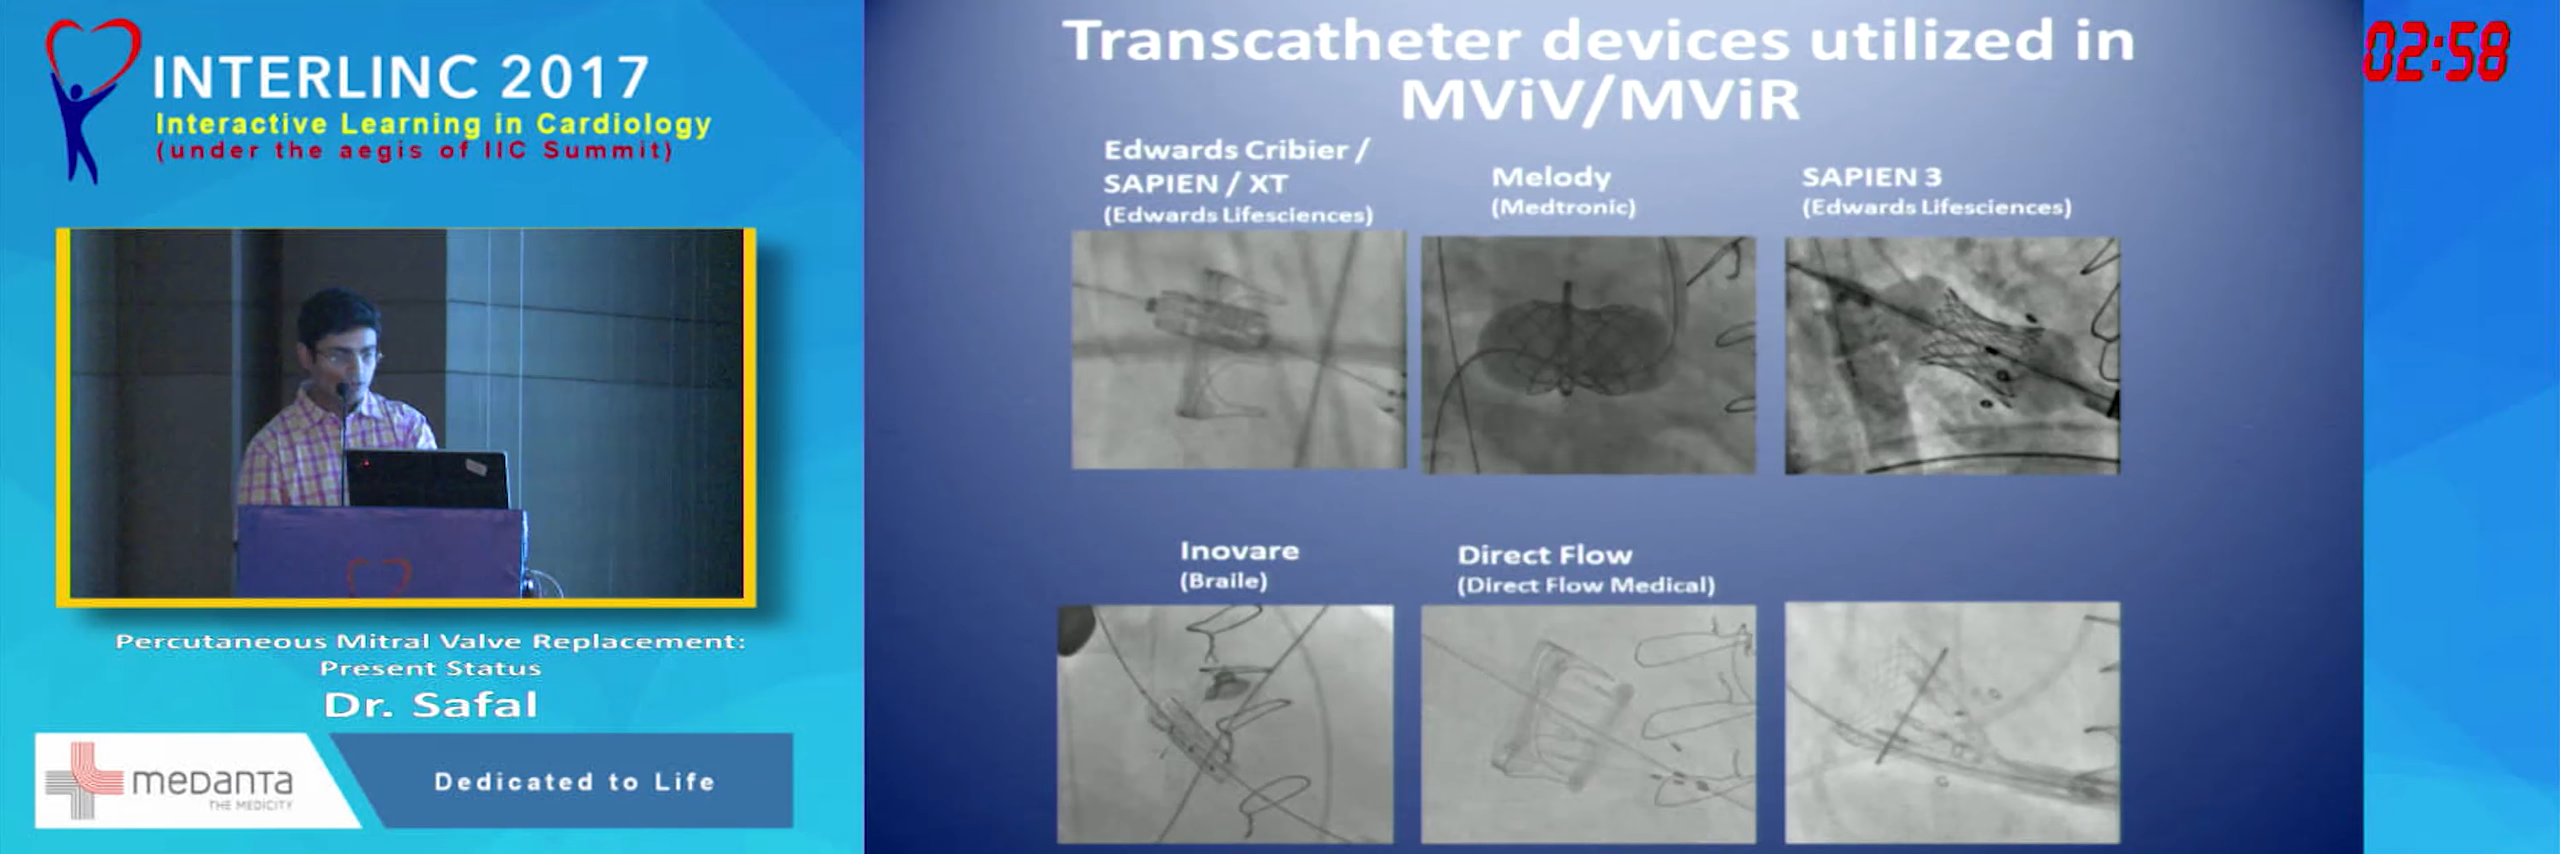 INTERLINC 2017
Interactive Learning in Cardiology
(under the aegis of IIC Summit)
Percutaneous Mitral Valve Replacement:
Present Status
Dr. Safal
medanta
THE MEDICITY
Dedicated to Life
Transcatheter devices utilized in
MViV/MViR
Edwards Cribier /
SAPIEN / XT
(Edwards Lifesciences)
Melody
(Medtronic)
SAPIEN 3
(Edwards Lifesciences)
Inovare
(Braile)
Direct Flow
(Direct Flow Medical)
02:58